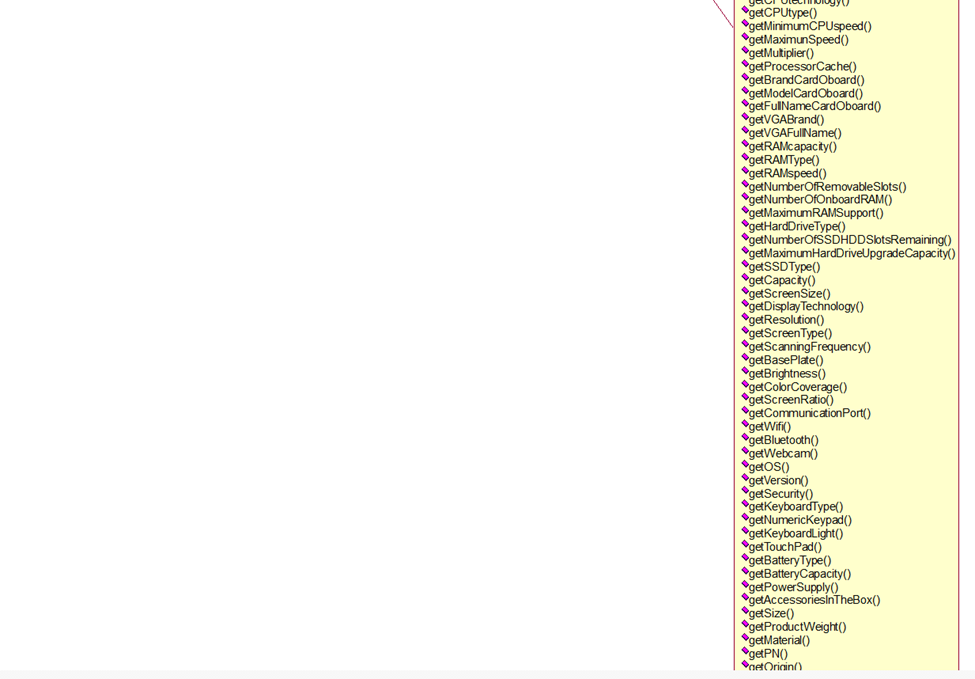 getCPUtechnology()
getCPUtype()
getMinimumCPUspeed()
getMaximunSpeed()
getMultiplier()
getProcessorCache()
getBrandCardOboard()
getModelCardOboard()
getFullNameCardOboard()
getVGABrand()
getVGAFullName()
getRAMcapacity()
getRAMType()
getRAMspeed()
getNumberOfRemovableSlots()
getNumberOfOnboardRAM()
getMaximumRAMSupport()
getHardDriveType()
getNumberOfSSDHDDSlotsRemaining()
getMaximumHardDriveUpgradeCapacity()
getSSDType()
getCapacity()
getScreenSize()
getDisplayTechnology()
getResolution()
getScreenType()
getScanningFrequency()
getBasePlate()
getBrightness()
getColorCoverage()
getScreenRatio()
getCommunicationPort()
getWifi()
getBluetooth()
getWebcam()
getOS()
getVersion()
getSecurity()
getKeyboardType()
getNumericKeypad()
getKeyboardLight()
getTouchPad()
getBatteryType()
getBatteryCapacity()
getPowerSupply()
getAccessoriesInTheBox()
getSize()
getProductWeight()
getMaterial()
getPN()
getOrigin()